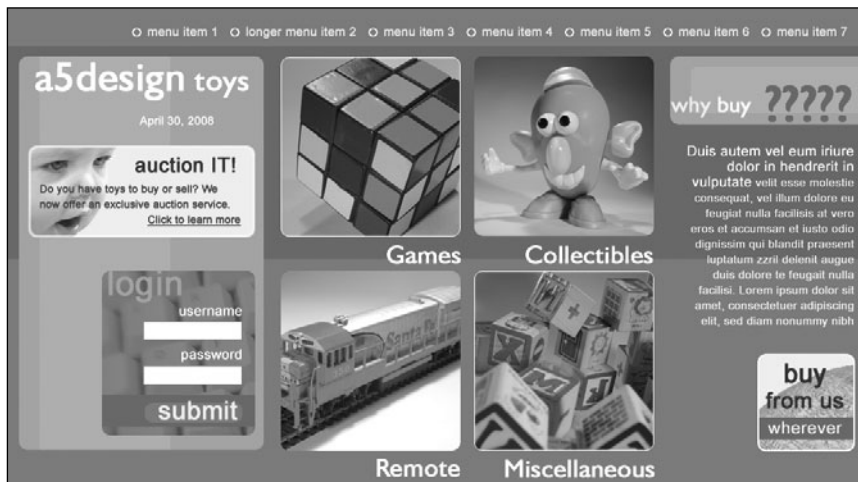 menu item 1 longer menu item 2 menu item 3 menu item 4 menu item 5 menu item 6 menu item 7
a5design toys
April 30, 2008
auction IT!
Do you have toys to buy or sell? We
now offer an exclusive auction service.
Click to learn more
login
username
password
submit
Games
Collectibles
Santa Fe
Remote
Miscellaneous
why buy ?????
Duis autem vel eum iriure
dolor in hendrerit in
vulputate velit esse molestie
consequat, vel illum dolore eu
feugiat nulla facilisis at vero
eros et accumsan et iusto odio
dignissim qui blandit praesent
luptatum zzril delenit augue
duis dolore te feugait nulla
facilisi. Lorem ipsum dolor sit
amet, consectetuer adipiscing
elit, sed diam nonummy nibh
buy
from us
wherever